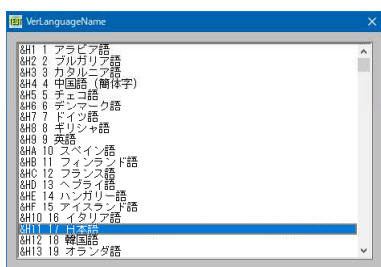 VerLanguageName
&H1 1 アラビア語
&H2 2 ブルガリア語
&H3 3 カタルニア語
&H4 4 中国語 (簡体字)
&H5 5 チェコ語
&H6 6 デンマーク語
&H7 7 ドイツ語
&H8 8 ギリシャ語
&H9 9 英語
&HA 10 スペイン語
&HB 11 フィンランド語
&HC 12 フランス語
&HD 13 ヘブライ語
&HE 14 ハンガリー語
&HF 15 アイスランド語
&H10 16 イタリア語
&H11 17 日本語
&H12 18 韓国語
&H13 19 オランダ語